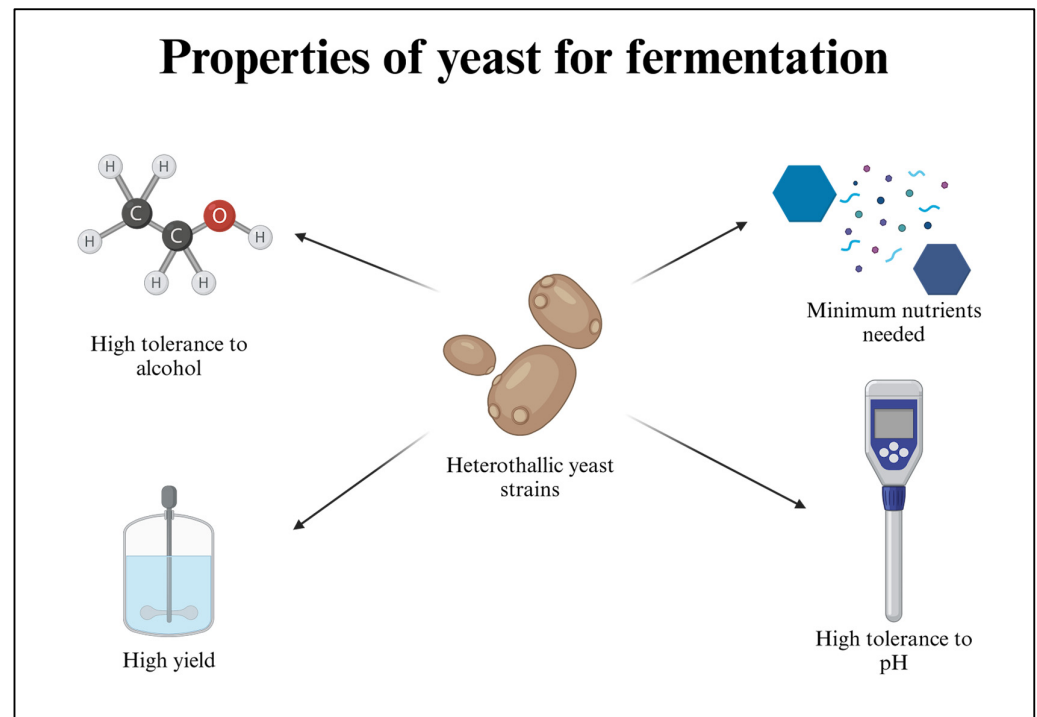 Properties of yeast for fermentation
H
H
H
C
C
O
H
H
H
High tolerance to
alcohol
Minimum nutrients
needed
Heterothallic yeast
strains
High yield
High tolerance to
pH